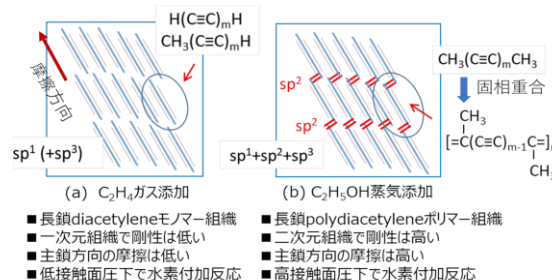 H(C≡C)mH
CH3(C≡C)mH
摩擦方向
sp1 (+sp3)
(a) C2H4ガス添加
■ 長鎖diacetyleneモノマー組織
■ 一次元組織で剛性は低い
■ 主鎖方向の摩擦は低い
■ 低接触面圧下で水素付加反応
sp2
sp2
sp1+sp2+sp3
CH3(C≡C)mCH3
固相重合
CH3
[=C(C≡C)m-1C=]n
CH3
(b) C2H5OH蒸気添加
■ 長鎖polydiacetyleneポリマー組織
■ 二次元組織で剛性は高い
■ 主鎖方向の摩擦は高い
■ 高接触面圧下で水素付加反応